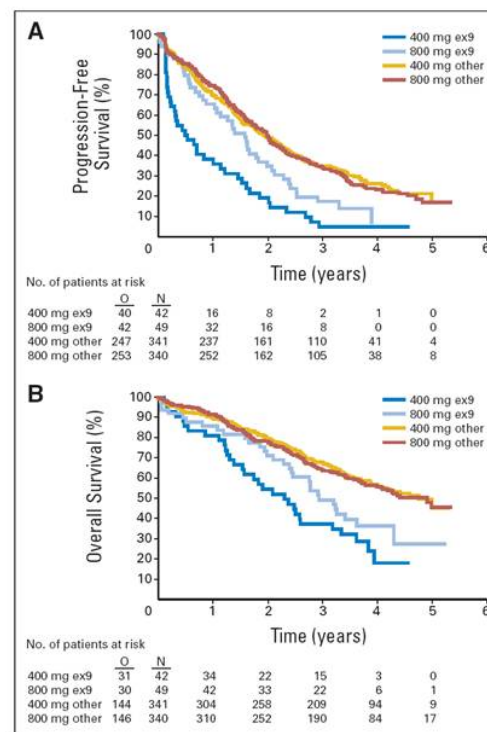 A
Progression-Free
Survival (%)
100
90
80
70
60
50
40
30
20
10
0
1
2
3
4
5
6
Time (years)
400 mg ex9
800 mg ex9
400 mg other
800 mg other
No. of patients at risk
O N
400 mg ex9 40 42 16 8 2 1 0
800 mg ex9 42 49 32 16 8 0 0
400 mg other 247 341 237 161 110 41 4
800 mg other 253 340 252 162 105 38 8
B
Overall Survival (%)
100
90
80
70
60
50
40
30
20
10
0
1
2
3
4
5
6
Time (years)
400 mg ex9
800 mg ex9
400 mg other
800 mg other
No. of patients at risk
O N
400 mg ex9 31 42 34 22 15 3 0
800 mg ex9 30 49 42 33 22 6 1
400 mg other 144 341 304 258 209 94 9
800 mg other 146 340 310 252 190 84 17